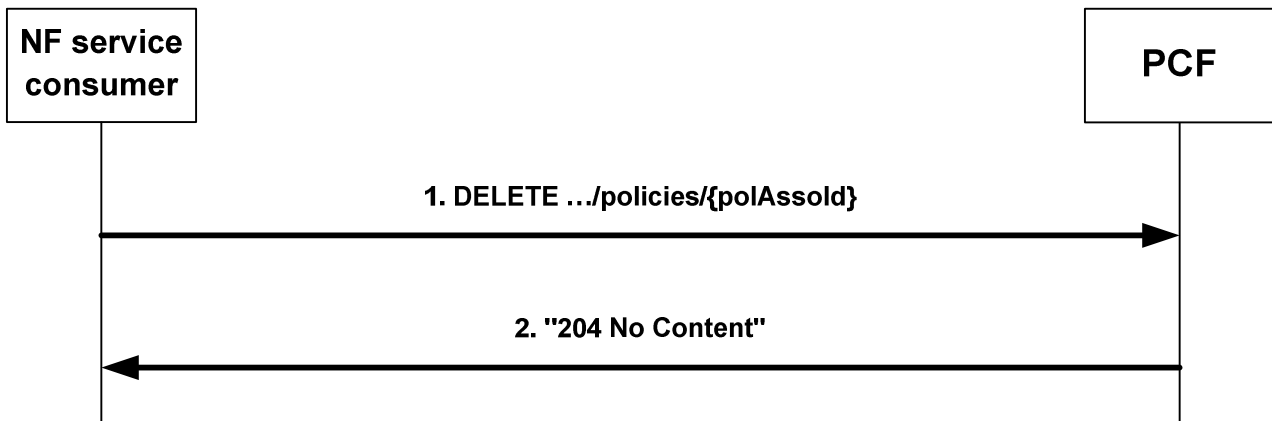 NF service
consumer
PCF
1. DELETE …/policies/{polAssoId}
2. "204 No Content"